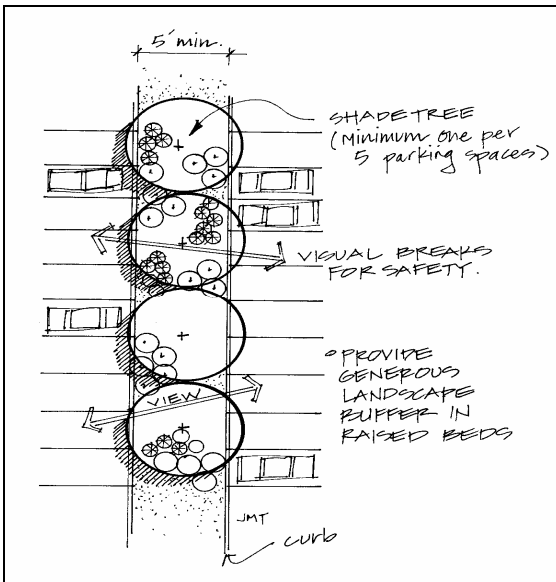 5' min.
SHADE TREE
(Minimum one per
5 parking spaces)
VISUAL BREAKS
FOR SAFETY.
VIEW
• PROVIDE
GENEROUS
LANDSCAPE
BUFFER IN
RAISED BEDS
JMT
curb